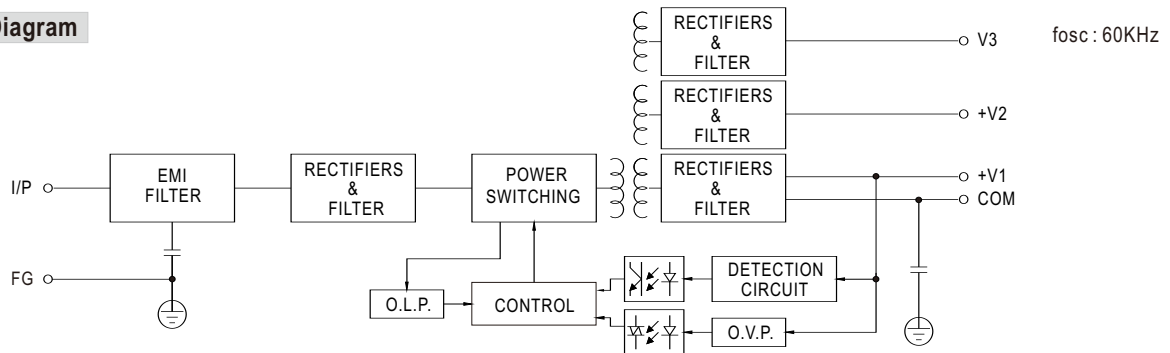 Diagram
RECTIFIERS
&
FILTER
V3
fosc : 60KHz
RECTIFIERS
&
FILTER
+V2
I/P
EMI
FILTER
RECTIFIERS
&
FILTER
POWER
SWITCHING
RECTIFIERS
&
FILTER
+V1
COM
FG
O.L.P.
CONTROL
DETECTION
CIRCUIT
O.V.P.